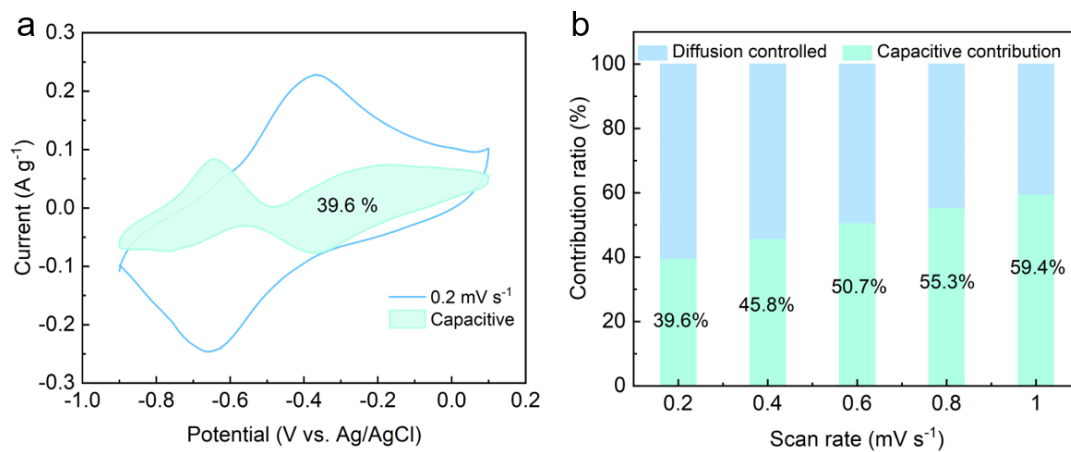 a
0.3
0.2
0.1
0.0
-0.1
-0.2
-0.3
Current (A g⁻¹)
39.6 %
0.2 mV s⁻¹
Capacitive
-1.0 -0.8 -0.6 -0.4 -0.2 0.0 0.2
Potential (V vs. Ag/AgCl)
b
Diffusion controlled Capacitive contribution
100
80
60
40
20
0
Contribution ratio (%)
39.6% 45.8% 50.7% 55.3% 59.4%
0.2 0.4 0.6 0.8 1
Scan rate (mV s⁻¹)